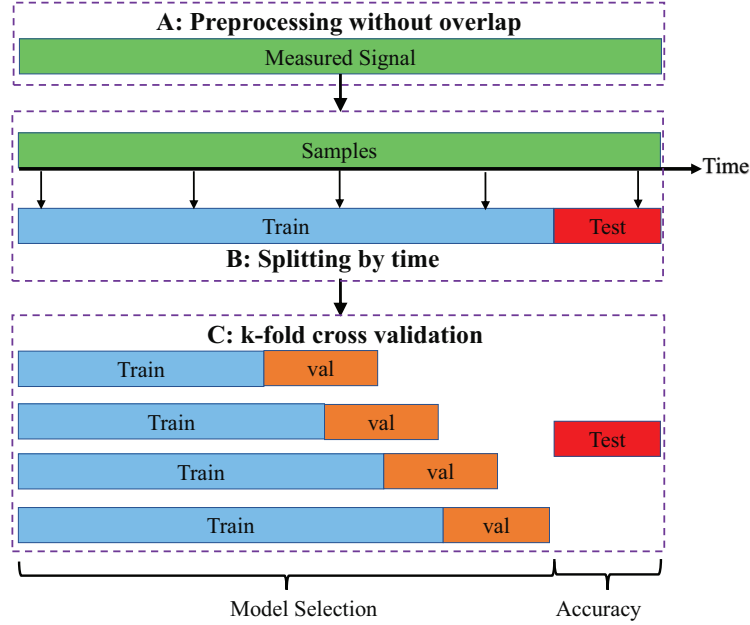 A: Preprocessing without overlap
Measured Signal
Samples
Time
Train
Test
B: Splitting by time
C: k-fold cross validation
Train
val
Train
val
Test
Train
val
Train
val
Model Selection
Accuracy